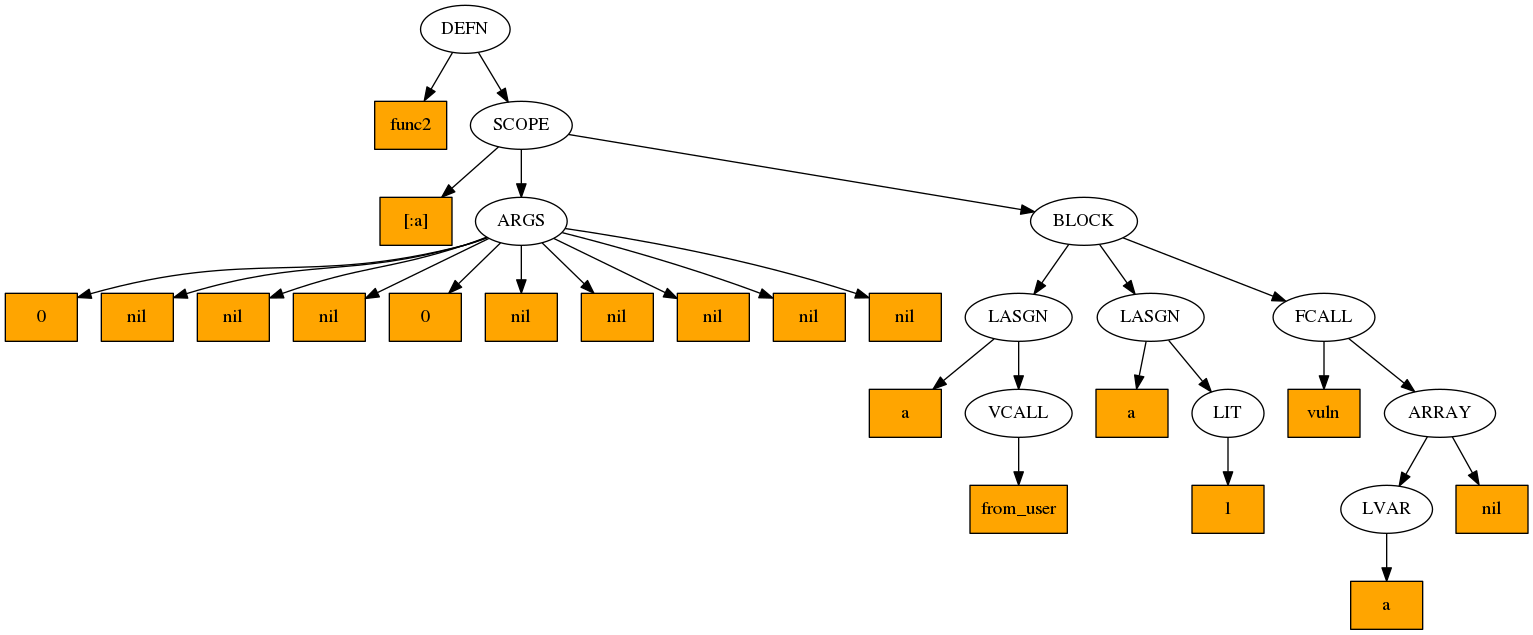 DEFN
func2
SCOPE
[:a]
ARGS
BLOCK
0
nil
nil
nil
0
nil
nil
nil
nil
nil
LASGN
LASGN
FCALL
a
VCALL
a
LIT
vuln
ARRAY
from_user
1
LVAR
nil
a